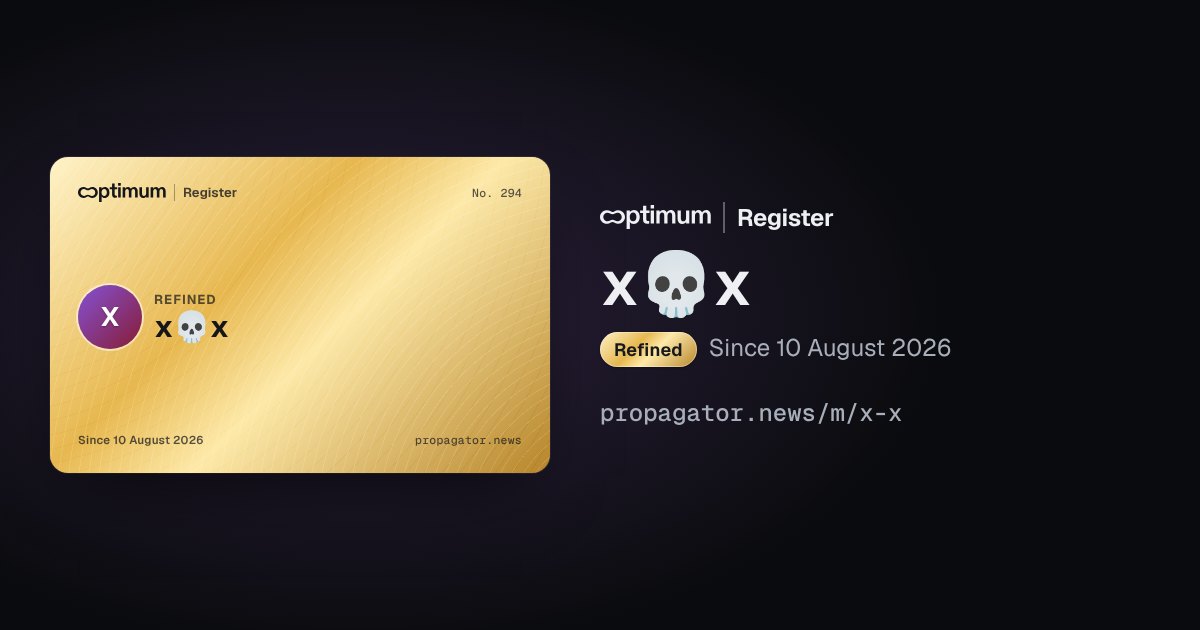 optimum | Register
No. 294
X
REFINED
x💀x
Since 10 August 2026
propagator.news
optimum | Register
x💀x
Refined Since 10 August 2026
propagator.news/m/x-x